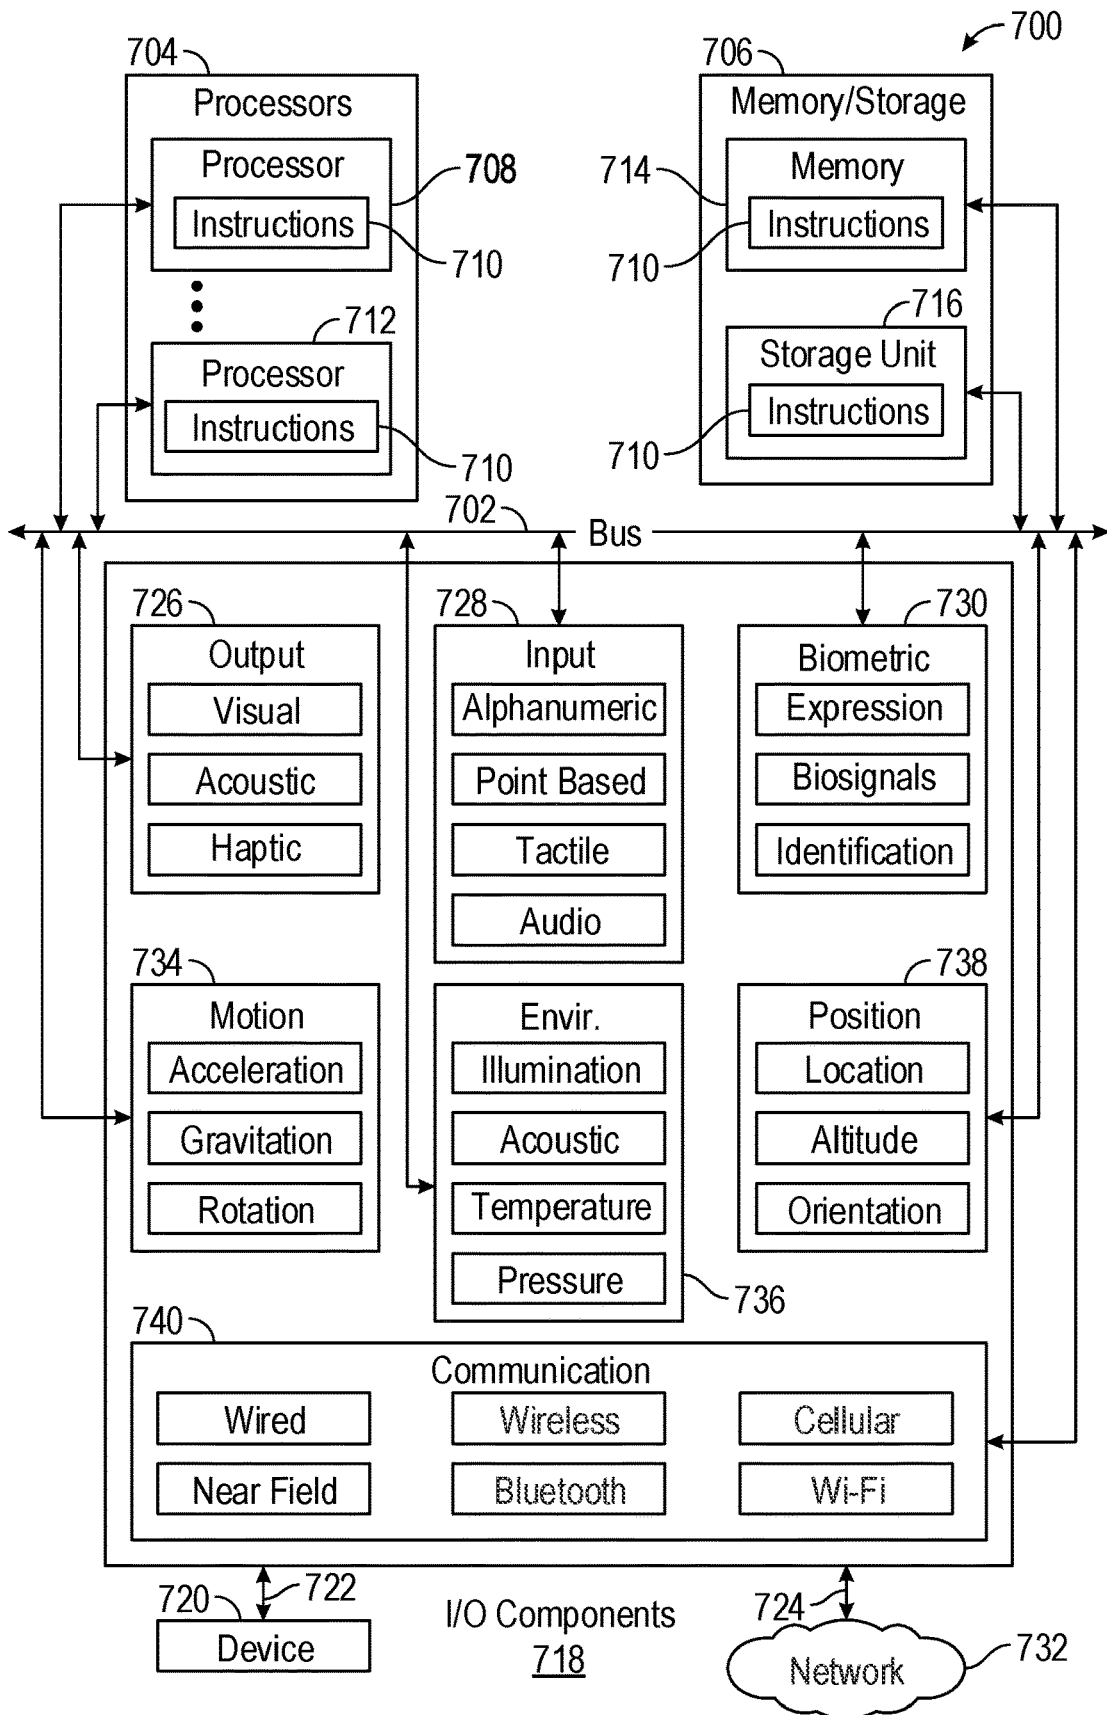 700
704
706
Processors
Memory/Storage
Processor
708
714
Memory
Instructions
Instructions
710
710
712
716
Processor
Storage Unit
Instructions
Instructions
710
710
702
Bus
726
728
730
Output
Input
Biometric
Visual
Alphanumeric
Expression
Acoustic
Point Based
Biosignals
Haptic
Tactile
Identification
Audio
734
738
Motion
Envir.
Position
Acceleration
Illumination
Location
Gravitation
Acoustic
Altitude
Rotation
Temperature
Orientation
Pressure
736
740
Communication
Wired
Wireless
Cellular
Near Field
Bluetooth
Wi-Fi
722
724
720
I/O Components
Device
718
732
Network